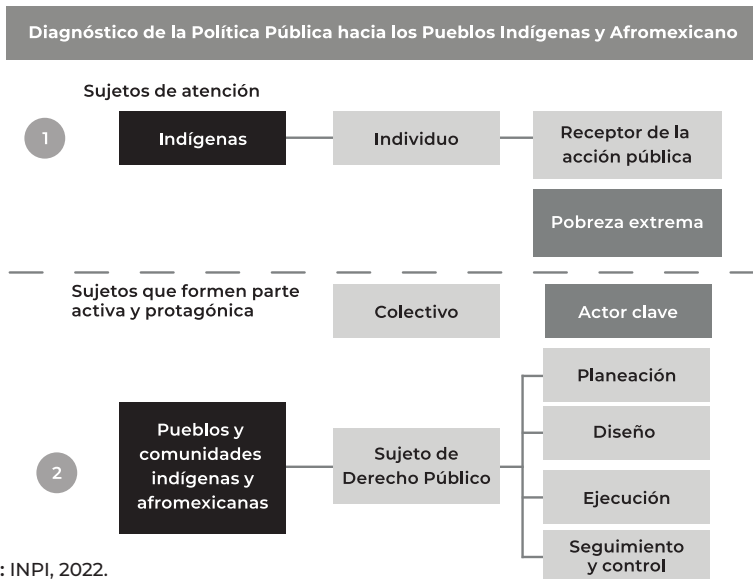 Diagnóstico de la Política Pública hacia los Pueblos Indígenas y Afromexicano
Sujetos de atención
1
Indígenas
Individuo
Receptor de la
acción pública
Pobreza extrema
Sujetos que formen parte
activa y protagónica
Colectivo
Actor clave
2
Pueblos y
comunidades
indígenas y
afromexicanas
Sujeto de
Derecho Público
Planeación
Diseño
Ejecución
Seguimiento
y control
: INPI, 2022.